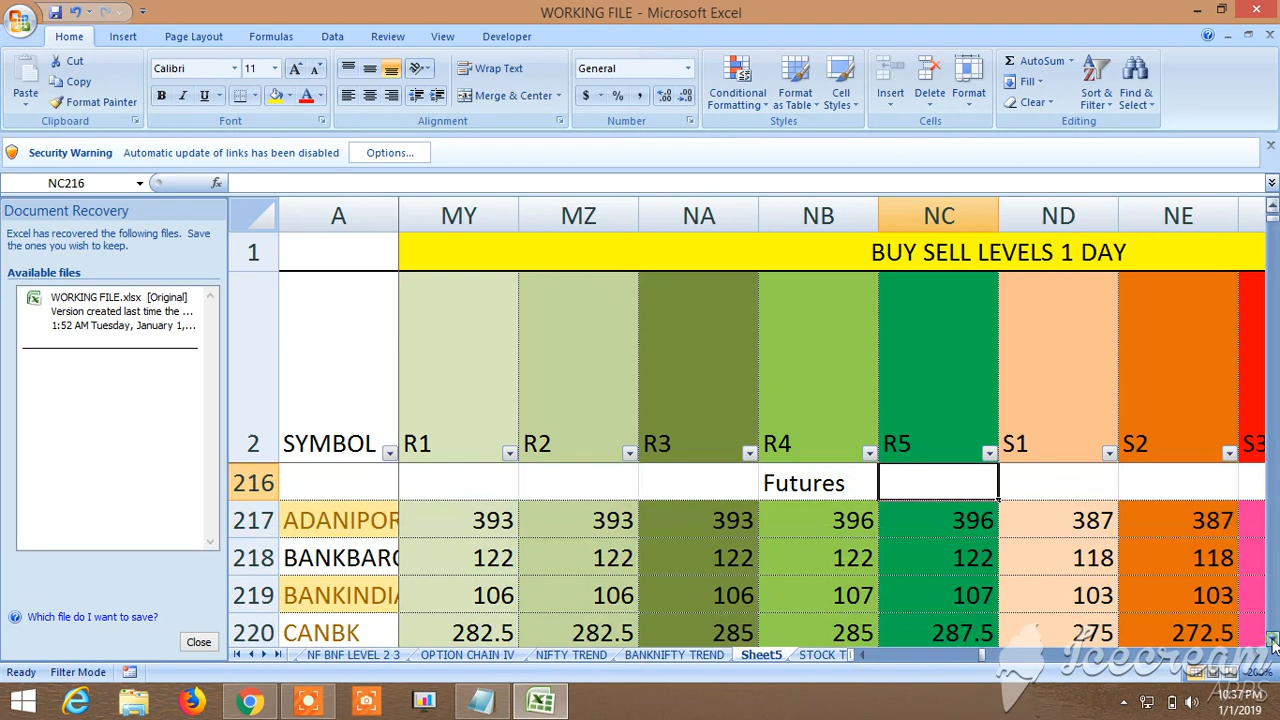 WORKING FILE - Microsoft Excel
Home Insert Page Layout Formulas Data Review View Developer
Cut
Copy
Format Painter
Paste
Clipboard
Calibri 11
B I U
Font
Wrap Text
Merge & Center
Alignment
General
$ % ,
Number
Conditional Formatting
Format as Table
Cell Styles
Styles
Insert Delete Format
Cells
AutoSum
Fill
Clear
Sort & Filter
Find & Select
Editing
Security Warning Automatic update of links has been disabled Options...
NC216 fx
Document Recovery
Excel has recovered the following files. Save
the ones you wish to keep.
Available files
WORKING FILE.xlsx [Original]
Version created last time the ...
1:52 AM Tuesday, January 1,...
Which file do I want to save?
Close
A MY MZ NA NB NC ND NE
1 BUY SELL LEVELS 1 DAY
2 SYMBOL R1 R2 R3 R4 R5 S1 S2 S3
216 Futures
217 ADANIPOR 393 393 393 396 396 387 387
218 BANKBARO 122 122 122 122 122 118 118
219 BANKINDIA 106 106 106 107 107 103 103
220 CANBK 282.5 282.5 285 285 287.5 275 272.5
NF BNF LEVEL 2 3 OPTION CHAIN IV NIFTY TREND BANKNIFTY TREND Sheet5 STOCK T
Ready Filter Mode 200%
Icecream
APPS
10:37 PM
1/1/2019